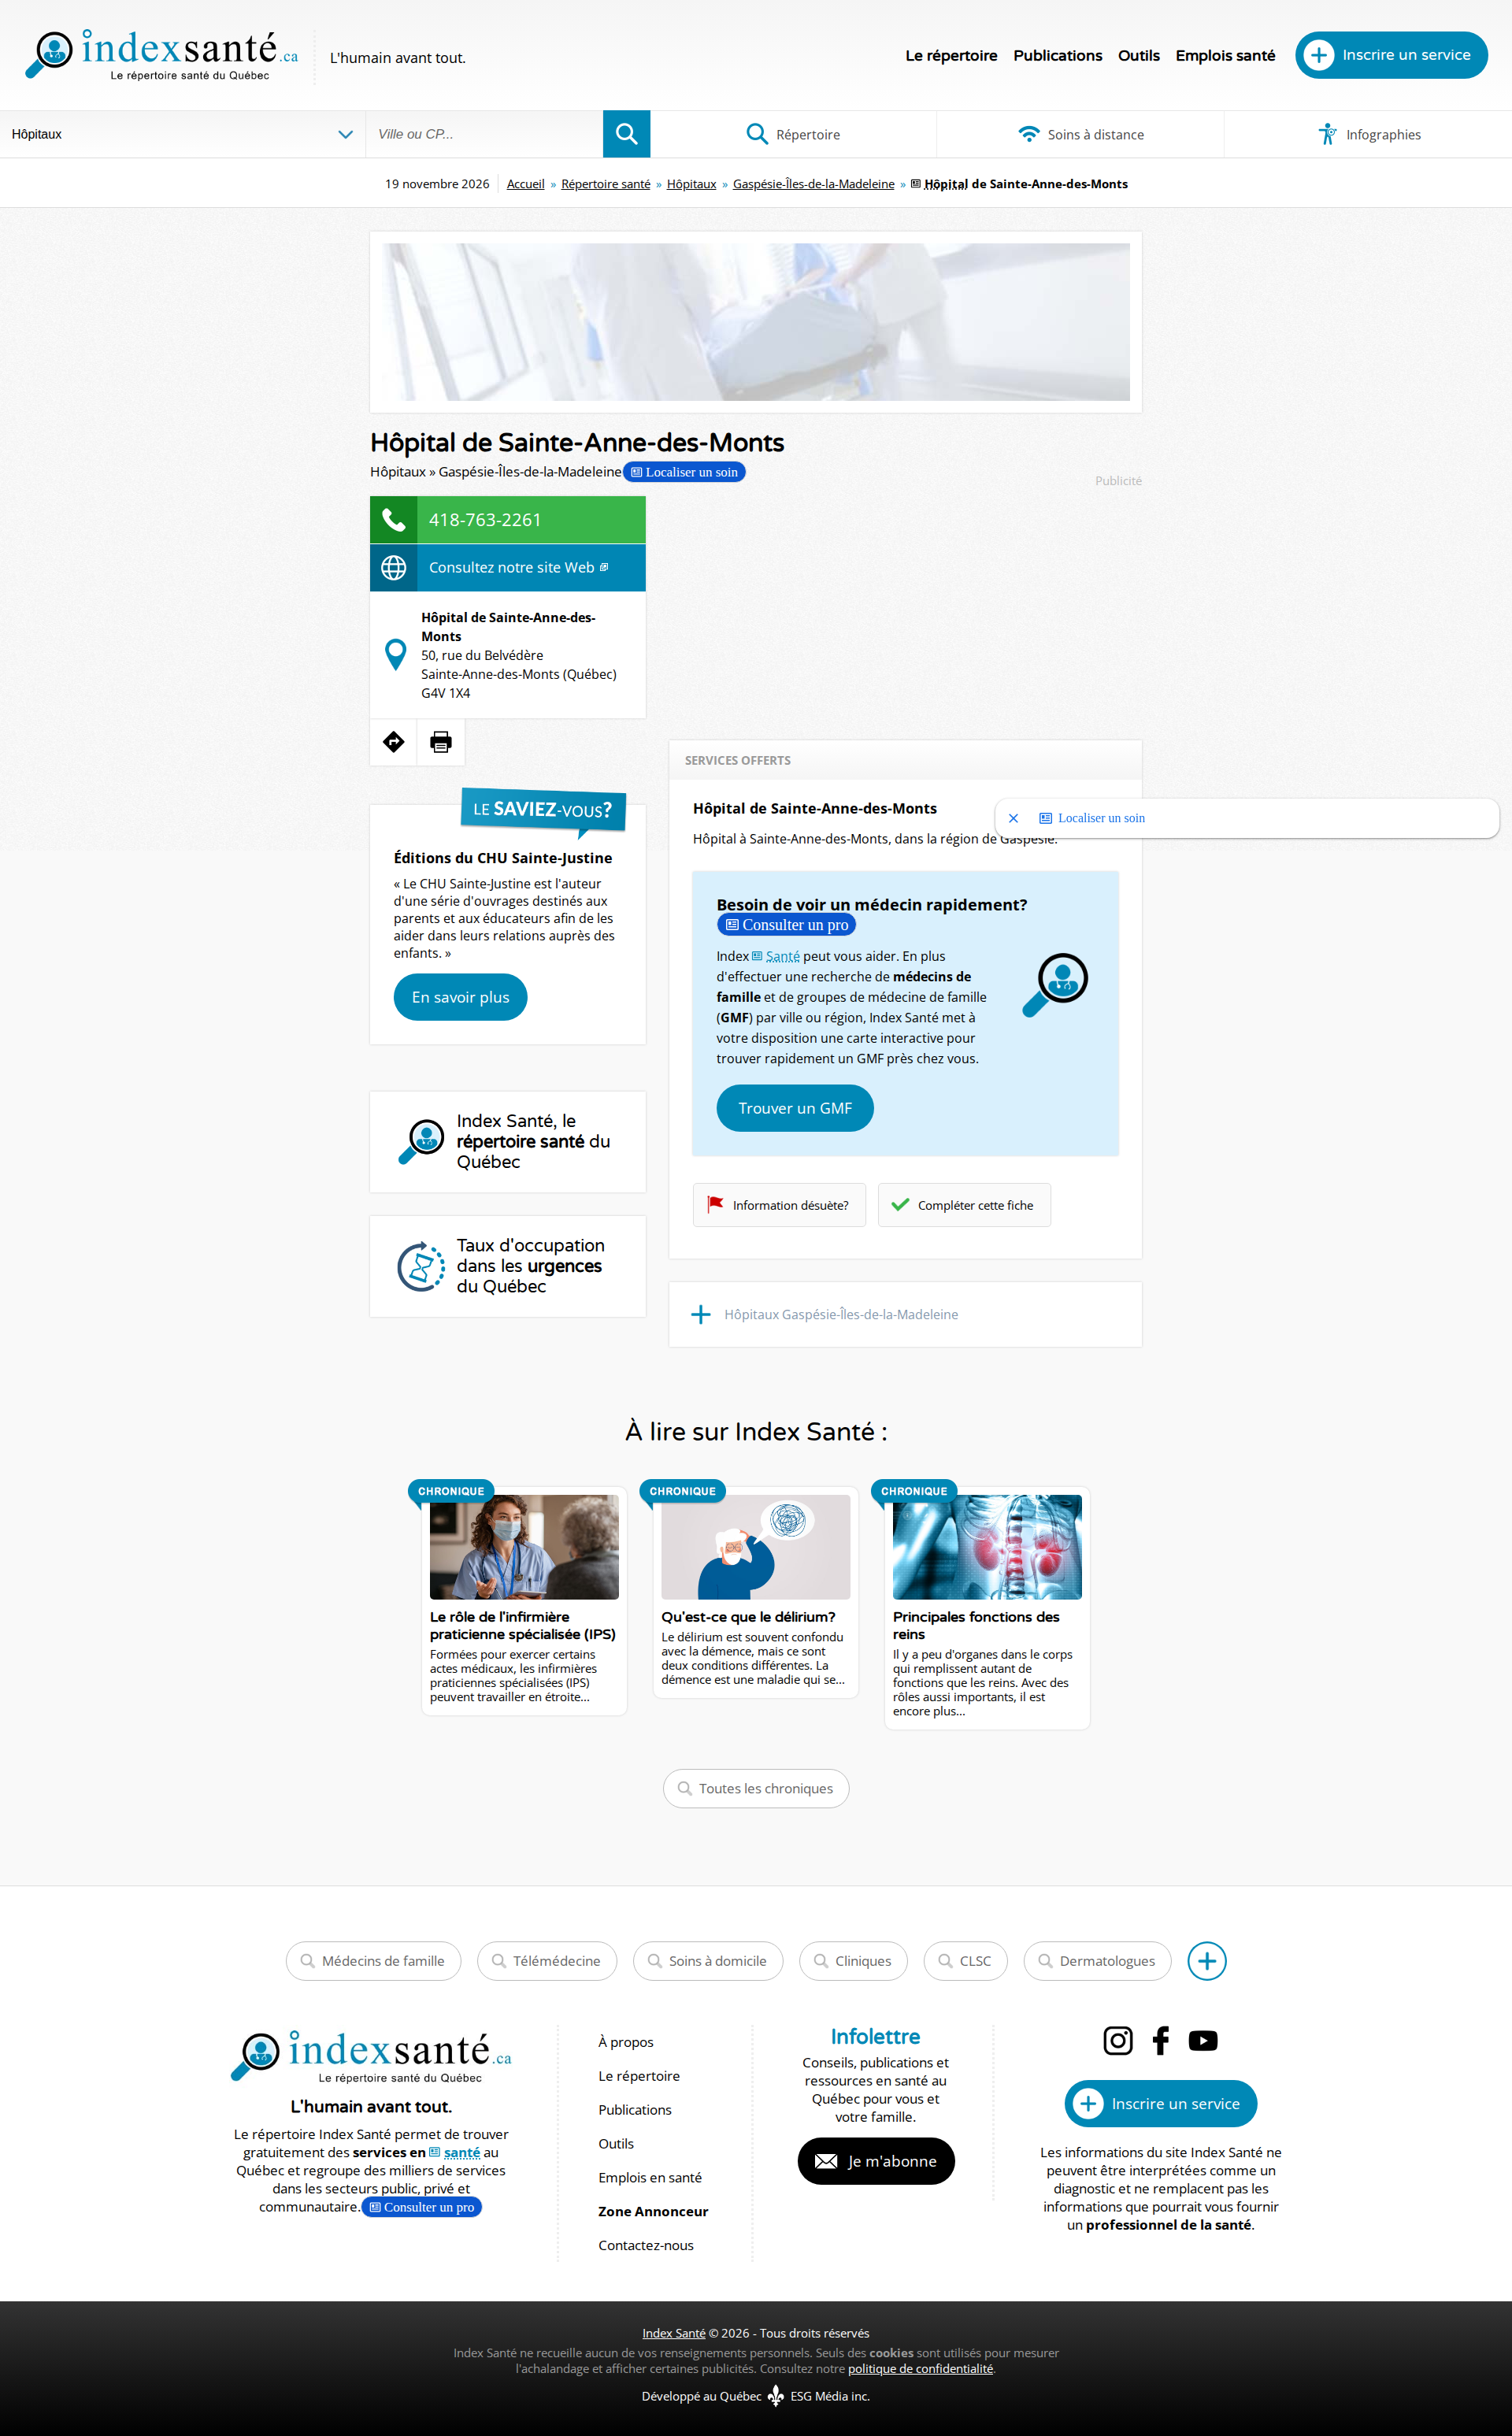 indexsanté.ca
Le répertoire santé du Québec
L'humain avant tout.
Le répertoire
Publications
Outils
Emplois santé
Inscrire un service
Hôpitaux
Ville ou CP...
Répertoire
Soins à distance
Infographies
19 novembre 2026
Accueil » Répertoire santé » Hôpitaux » Gaspésie-Îles-de-la-Madeleine » Hôpital de Sainte-Anne-des-Monts
Hôpital de Sainte-Anne-des-Monts
Hôpitaux » Gaspésie-Îles-de-la-Madeleine Localiser un soin
Publicité
418-763-2261
Consultez notre site Web
Hôpital de Sainte-Anne-des-
Monts
50, rue du Belvédère
Sainte-Anne-des-Monts (Québec)
G4V 1X4
LE SAVIEZ-VOUS?
Éditions du CHU Sainte-Justine
« Le CHU Sainte-Justine est l'auteur
d'une série d'ouvrages destinés aux
parents et aux éducateurs afin de les
aider dans leurs relations auprès des
enfants. »
En savoir plus
Index Santé, le
répertoire santé du
Québec
Taux d'occupation
dans les urgences
du Québec
SERVICES OFFERTS
Hôpital de Sainte-Anne-des-Monts
Localiser un soin
Hôpital à Sainte-Anne-des-Monts, dans la région de Gaspésie.
Besoin de voir un médecin rapidement?
Consulter un pro
Index Santé peut vous aider. En plus
d'effectuer une recherche de médecins de
famille et de groupes de médecine de famille
(GMF) par ville ou région, Index Santé met à
votre disposition une carte interactive pour
trouver rapidement un GMF près chez vous.
Trouver un GMF
Information désuète?
Compléter cette fiche
Hôpitaux Gaspésie-Îles-de-la-Madeleine
À lire sur Index Santé :
CHRONIQUE
Le rôle de l'infirmière
praticienne spécialisée (IPS)
Formées pour exercer certains
actes médicaux, les infirmières
praticiennes spécialisées (IPS)
peuvent travailler en étroite...
CHRONIQUE
Qu'est-ce que le délirium?
Le délirium est souvent confondu
avec la démence, mais ce sont
deux conditions différentes. La
démence est une maladie qui se...
CHRONIQUE
Principales fonctions des
reins
Il y a peu d'organes dans le corps
qui remplissent autant de
fonctions que les reins. Avec des
rôles aussi importants, il est
encore plus...
Toutes les chroniques
Médecins de famille
Télémédecine
Soins à domicile
Cliniques
CLSC
Dermatologues
indexsanté.ca
Le répertoire santé du Québec
L'humain avant tout.
Le répertoire Index Santé permet de trouver
gratuitement des services en santé au
Québec et regroupe des milliers de services
dans les secteurs public, privé et
communautaire. Consulter un pro
À propos
Le répertoire
Publications
Outils
Emplois en santé
Zone Annonceur
Contactez-nous
Infolettre
Conseils, publications et
ressources en santé au
Québec pour vous et
votre famille.
Je m'abonne
Inscrire un service
Les informations du site Index Santé ne
peuvent être interprétées comme un
diagnostic et ne remplacent pas les
informations que pourrait vous fournir
un professionnel de la santé.
Index Santé © 2026 - Tous droits réservés
Index Santé ne recueille aucun de vos renseignements personnels. Seuls des cookies sont utilisés pour mesurer
l'achalandage et afficher certaines publicités. Consultez notre politique de confidentialité.
Développé au Québec ESG Média inc.